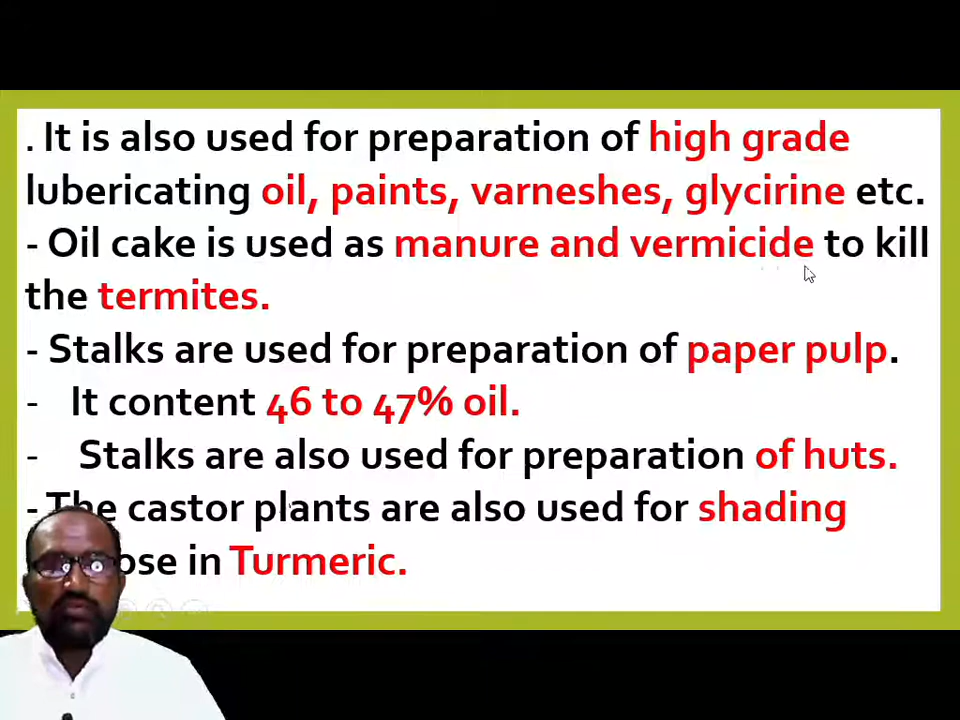 . It is also used for preparation of high grade
lubericating oil, paints, varneshes, glycirine etc.
- Oil cake is used as manure and vermicide to kill
the termites.
- Stalks are used for preparation of paper pulp.
- It content 46 to 47% oil.
- Stalks are also used for preparation of huts.
- The castor plants are also used for shading
ose in Turmeric.